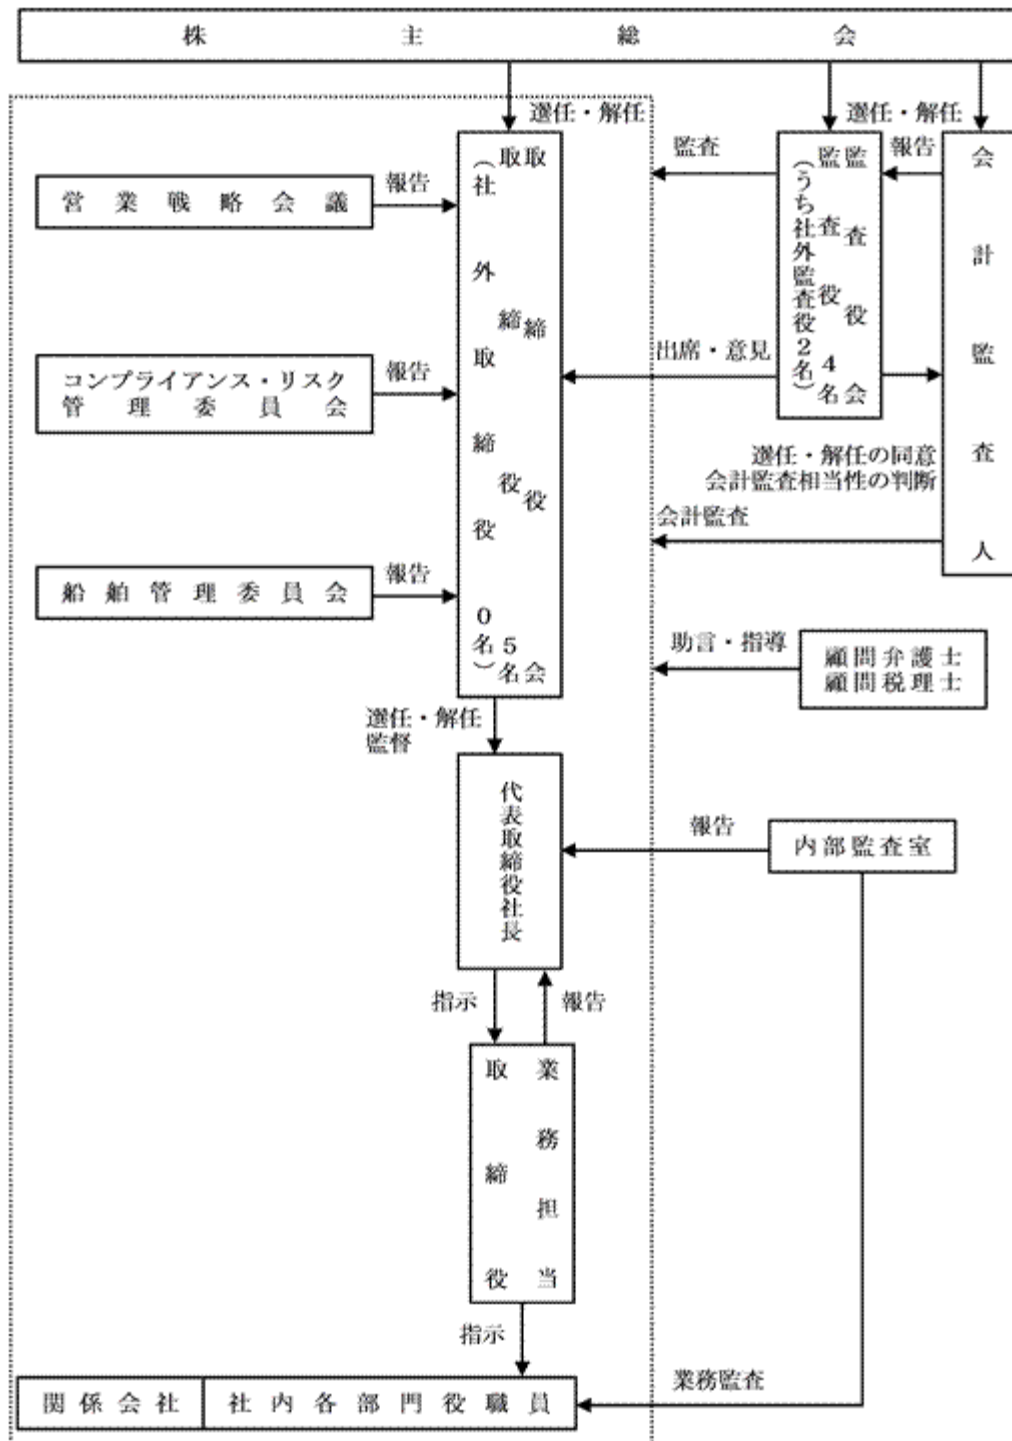 株主総会
選任・解任
選任・解任
監査
報告
営業戦略会議
報告
取締役会
取締役 5名
(社外取締役 0名)
監査役会
監査役 4名
(うち社外監査役2名)
会計監査人
コンプライアンス・リスク
管理委員会
報告
出席・意見
選任・解任の同意
会計監査相当性の判断
会計監査
船舶管理委員会
報告
助言・指導
顧問弁護士
顧問税理士
選任・解任
監督
代表取締役社長
報告
内部監査室
指示
報告
業務担当
取締役
指示
業務監査
関係会社
社内各部門役職員